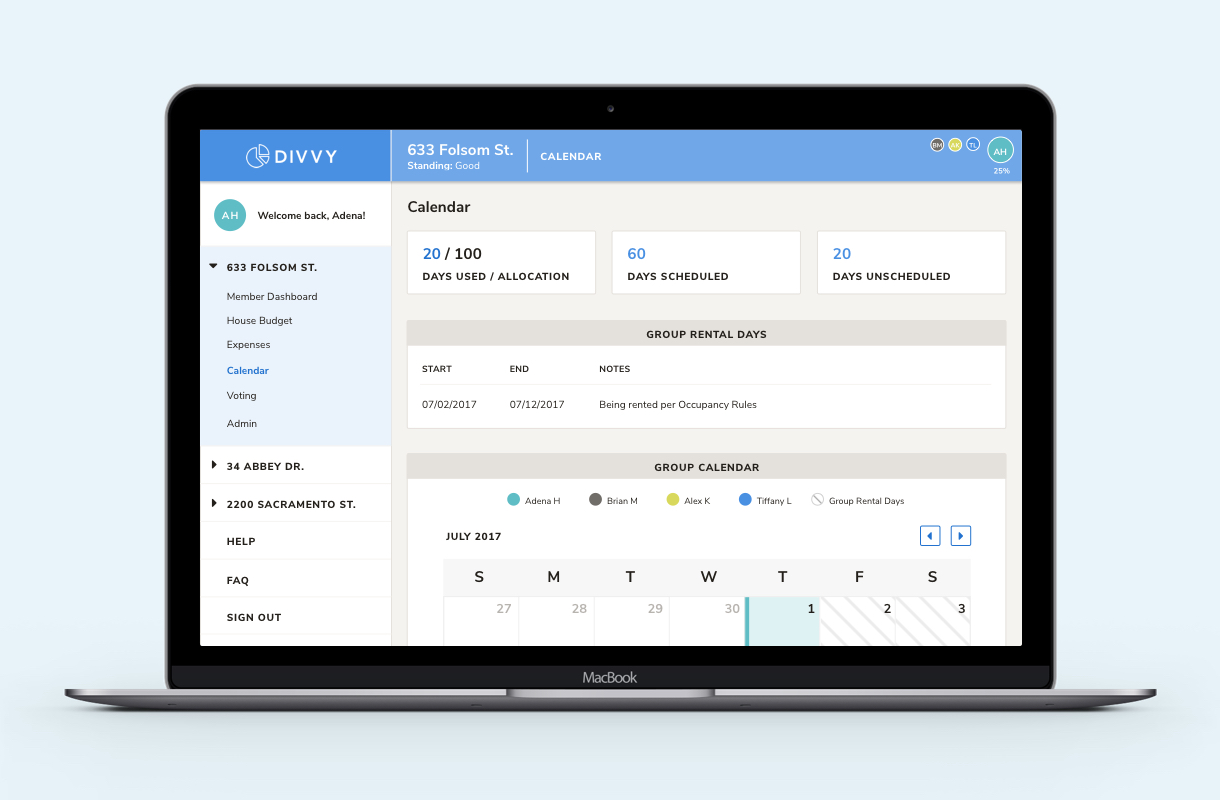 DIVVY
633 Folsom St.
Standing: Good
CALENDAR
BM AK TL AH
25%
AH
Welcome back, Adena!
633 FOLSOM ST.
Member Dashboard
House Budget
Expenses
Calendar
Voting
Admin
34 ABBEY DR.
2200 SACRAMENTO ST.
HELP
FAQ
SIGN OUT
Calendar
20 / 100
DAYS USED / ALLOCATION
60
DAYS SCHEDULED
20
DAYS UNSCHEDULED
GROUP RENTAL DAYS
START END NOTES
07/02/2017 07/12/2017 Being rented per Occupancy Rules
GROUP CALENDAR
Adena H Brian M Alex K Tiffany L Group Rental Days
JULY 2017
S M T W T F S
27 28 29 30 1 2 3
MacBook